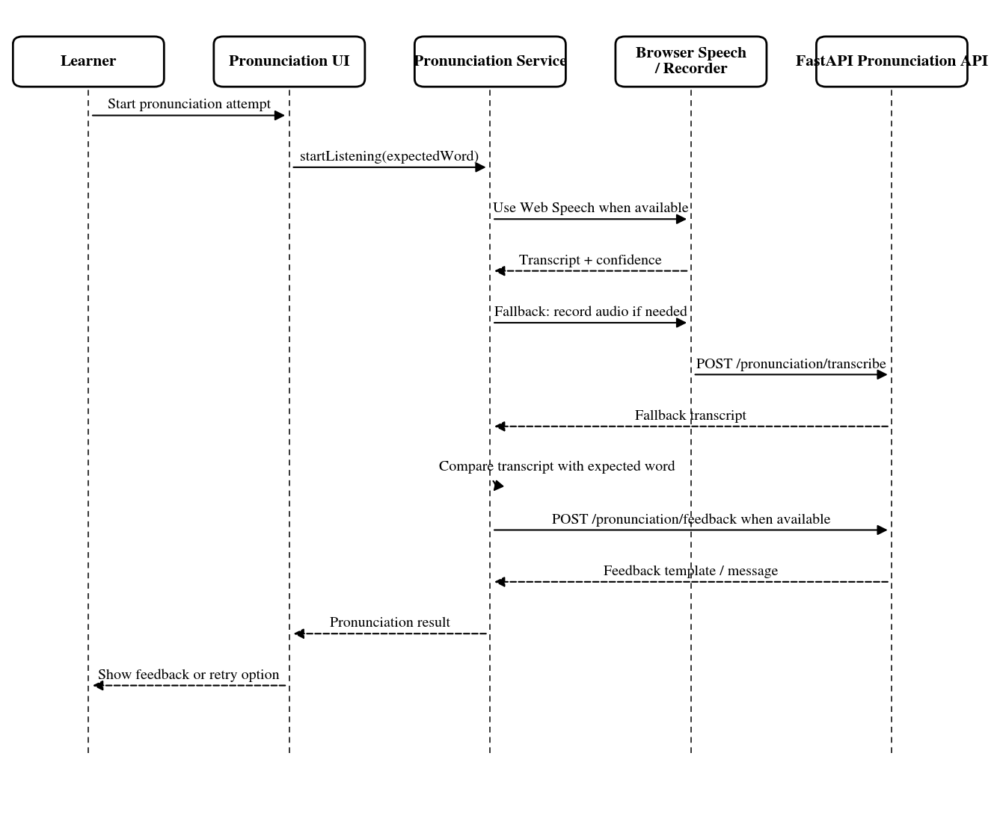 Learner
Pronunciation UI
Pronunciation Service
Browser Speech
/ Recorder
FastAPI Pronunciation API
Start pronunciation attempt
startListening(expectedWord)
Use Web Speech when available
Transcript + confidence
Fallback: record audio if needed
POST /pronunciation/transcribe
Fallback transcript
Compare transcript with expected word
POST /pronunciation/feedback when available
Feedback template / message
Pronunciation result
Show feedback or retry option